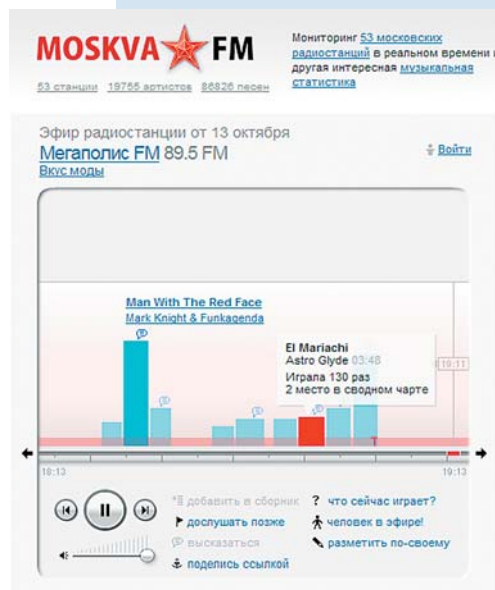 MOSKVA FM
Мониторинг 53 московских
радиостанций в реальном времени и
другая интересная музыкальная
статистика
53 станции 19755 артистов 86826 песен
Эфир радиостанции от 13 октября
Мегаполис FM 89.5 FM
Войти
Вкус моды
Man With The Red Face
Mark Knight & Funkagenda
El Mariachi
Astro Glyde 03:48
Играла 130 раз
2 место в сводном чарте
19:11
18:13
19:13
добавить в сборник
? что сейчас играет?
дослушать позже
человек в эфире!
высказаться
разметить по-своему
поделись ссылкой